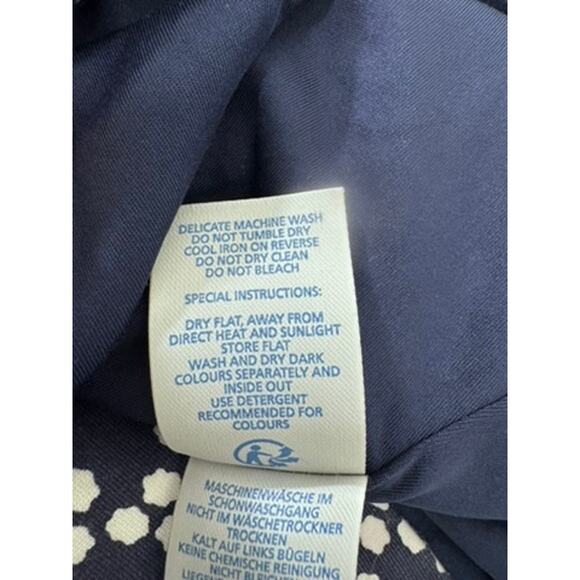 DELICATE MACHINE WASH
DO NOT TUMBLE DRY
COOL IRON ON REVERSE
DO NOT DRY CLEAN
DO NOT BLEACH
SPECIAL INSTRUCTIONS:
DRY FLAT, AWAY FROM
DIRECT HEAT AND SUNLIGHT
STORE FLAT
WASH AND DRY DARK
COLOURS SEPARATELY AND
INSIDE OUT
USE DETERGENT
RECOMMENDED FOR
COLOURS
MASCHINENWÄSCHE IM
SCHONWASCHGANG
NICHT IM WÄSCHETROCKNER
TROCKNEN
KALT AUF LINKS BÜGELN
KEINE CHEMISCHE REINIGUNG
NICHT BLEICHEN